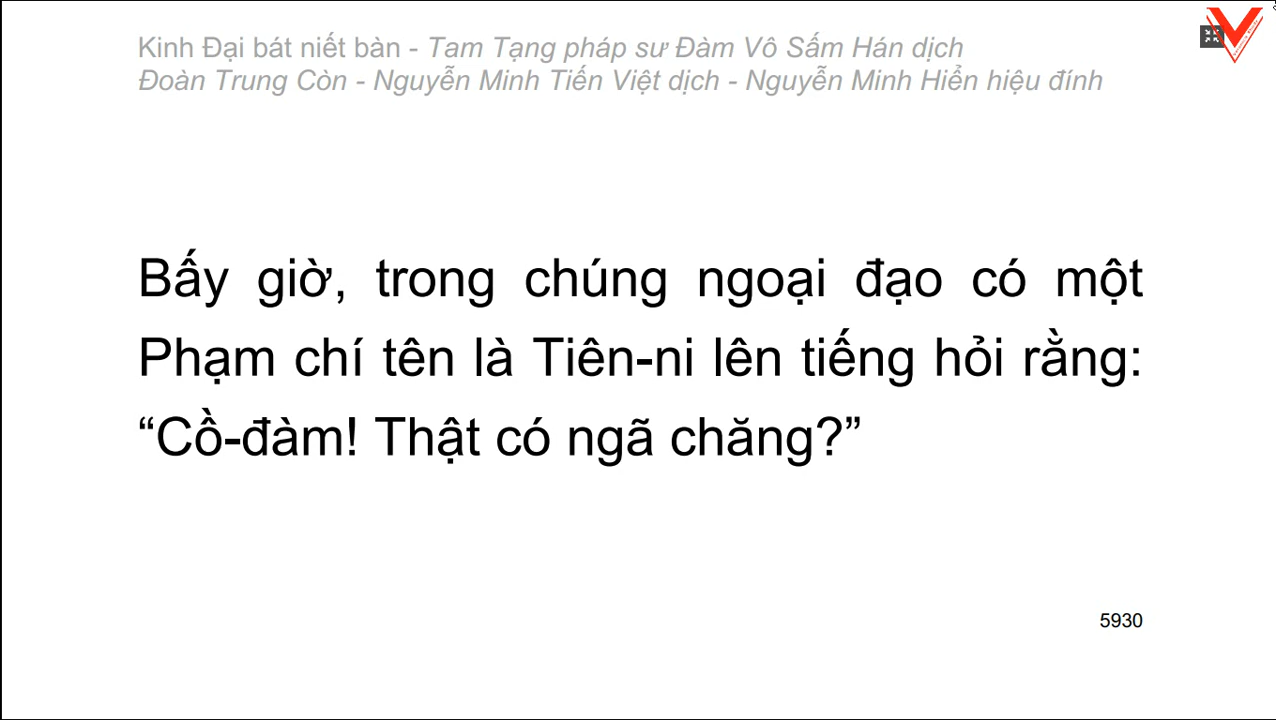 Kinh Đại bát niết bàn - Tam Tạng pháp sư Đàm Vô Sấm Hán dịch
Đoàn Trung Còn - Nguyễn Minh Tiến Việt dịch - Nguyễn Minh Hiển hiệu đính
Bấy giờ, trong chúng ngoại đạo có một
Phạm chí tên là Tiên-ni lên tiếng hỏi rằng:
“Cồ-đàm! Thật có ngã chăng?”
5930